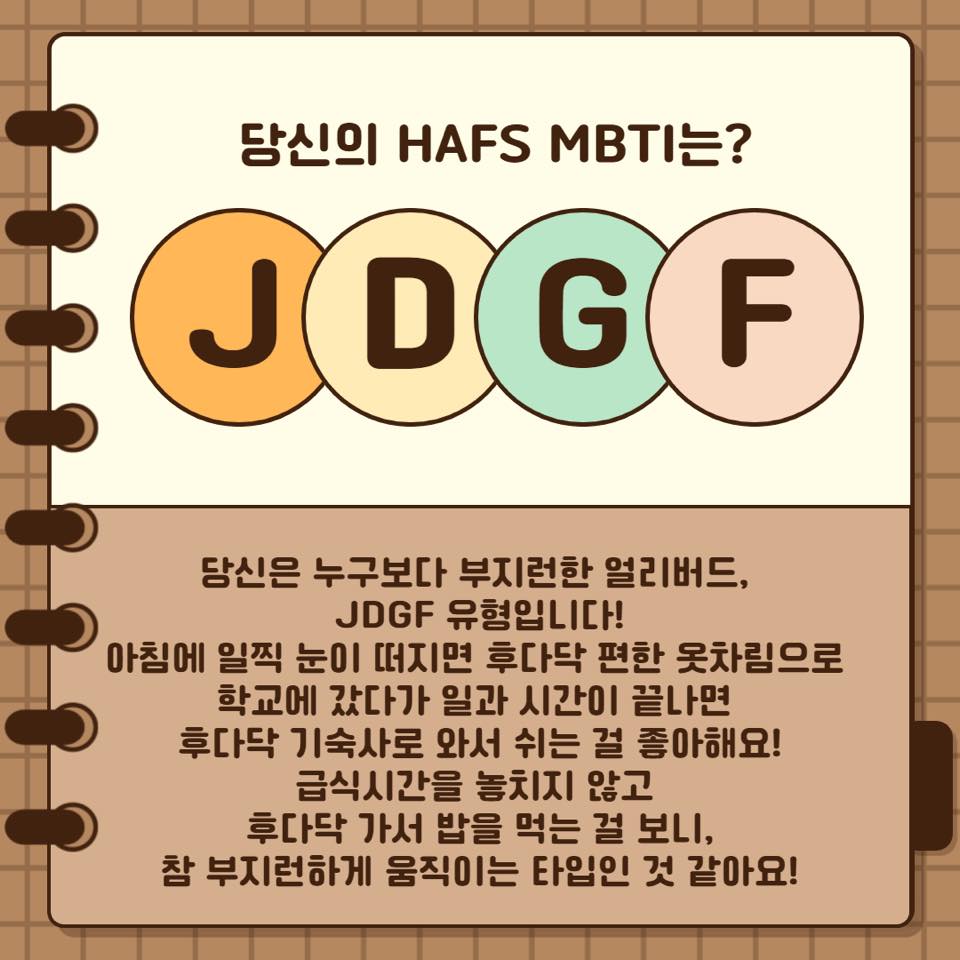 당신의 HAFS MBTI는?
JDGF
당신은 누구보다 부지런한 얼리버드,
JDGF 유형입니다!
아침에 일찍 눈이 떠지면 후다닥 편한 옷차림으로
학교에 갔다가 일과 시간이 끝나면
후다닥 기숙사로 와서 쉬는 걸 좋아해요!
급식시간을 놓치지 않고
후다닥 가서 밥을 먹는 걸 보니,
참 부지런하게 움직이는 타입인 것 같아요!